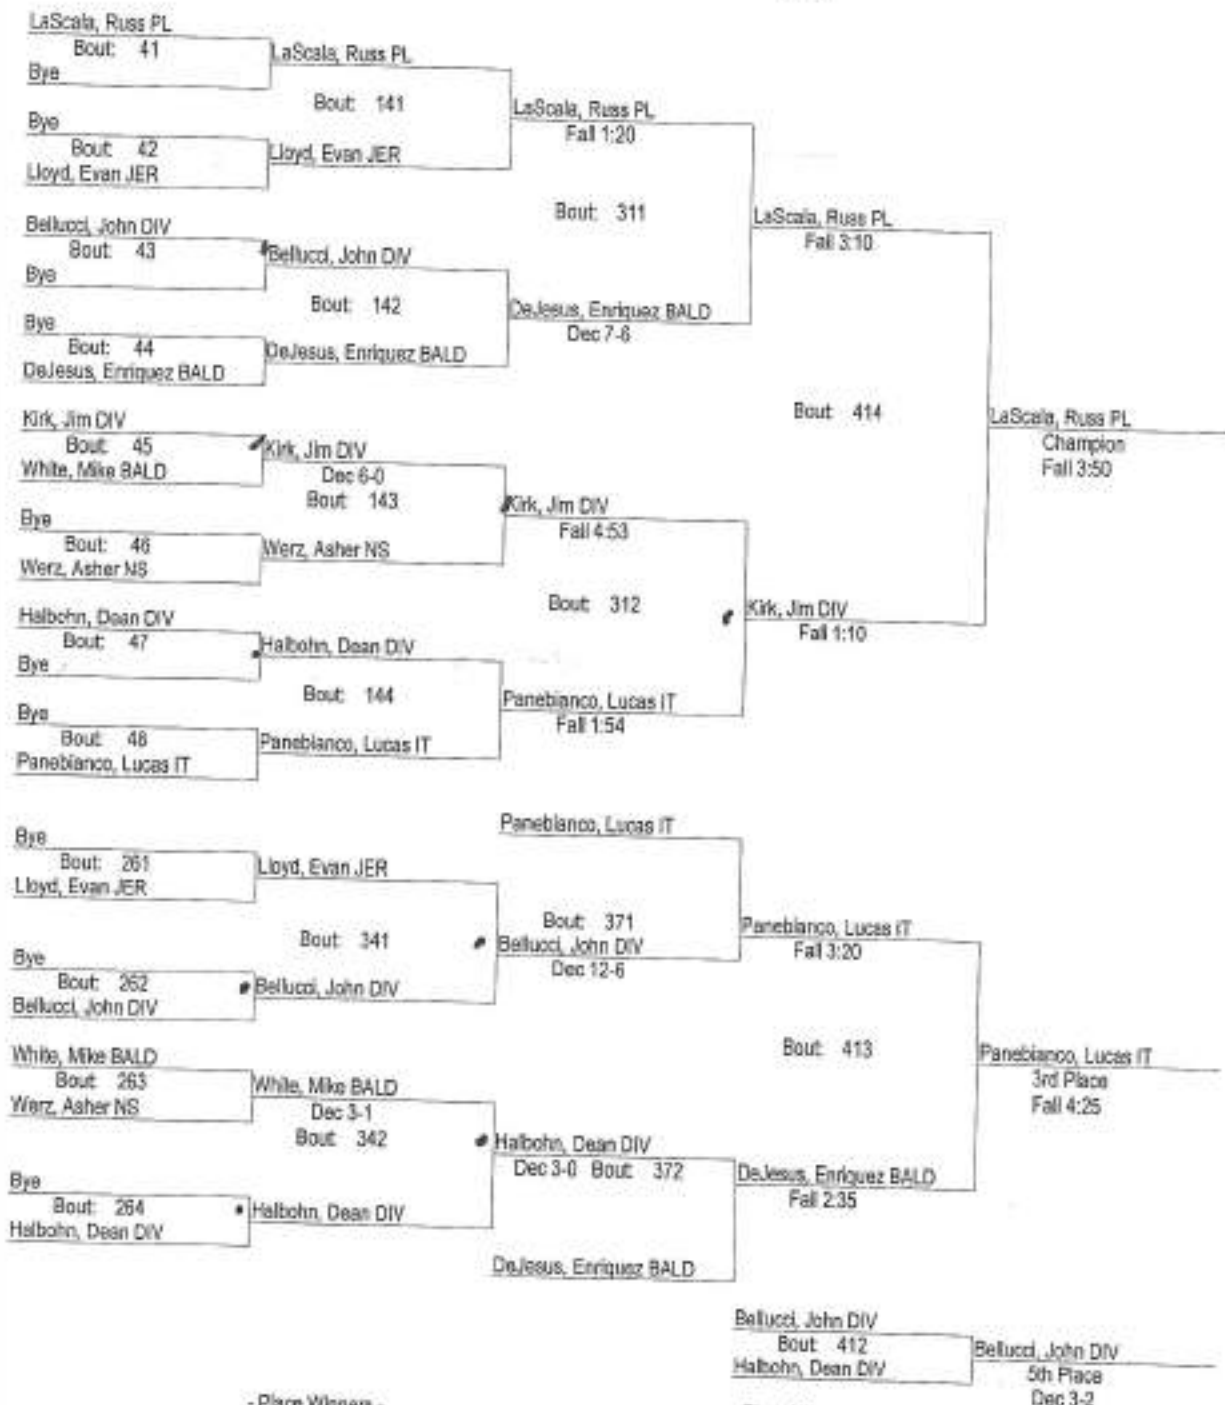 LaScala, Russ PL
Bout: 41
Bye
LaScala, Russ PL
Bout: 141
Bye
Bout: 42
Lloyd, Evan JER
Lloyd, Evan JER
LaScala, Russ PL
Fall 1:20
Bout: 311
Bellucci, John DIV
Bout: 43
Bye
Bellucci, John DIV
Bout: 142
Bye
Bout: 44
DeJesus, Enriquez BALD
DeJesus, Enriquez BALD
DeJesus, Enriquez BALD
Dec 7-6
LaScala, Russ PL
Fall 3:10
Bout: 414
Kirk, Jim DIV
Bout: 45
White, Mike BALD
Kirk, Jim DIV
Dec 6-0
Bout: 143
Bye
Bout: 46
Werz, Asher NS
Werz, Asher NS
Kirk, Jim DIV
Fall 4:53
Bout: 312
Halbohn, Dean DIV
Bout: 47
Bye
Halbohn, Dean DIV
Bout: 144
Bye
Bout: 48
Panebianco, Lucas IT
Panebianco, Lucas IT
Panebianco, Lucas IT
Fall 1:54
Kirk, Jim DIV
Fall 1:10
LaScala, Russ PL
Champion
Fall 3:50
Bye
Bout: 261
Lloyd, Evan JER
Lloyd, Evan JER
Bout: 341
Bye
Bout: 262
Bellucci, John DIV
Bellucci, John DIV
Panebianco, Lucas IT
Bout: 371
Bellucci, John DIV
Dec 12-6
Panebianco, Lucas IT
Fall 3:20
Bout: 413
White, Mike BALD
Bout: 263
Werz, Asher NS
White, Mike BALD
Dec 3-1
Bout: 342
Bye
Bout: 264
Halbohn, Dean DIV
Halbohn, Dean DIV
Halbohn, Dean DIV
Dec 3-0 Bout: 372
DeJesus, Enriquez BALD
DeJesus, Enriquez BALD
Fall 2:35
Panebianco, Lucas IT
3rd Place
Fall 4:25
Bellucci, John DIV
Bout: 412
Halbohn, Dean DIV
Bellucci, John DIV
5th Place
Dec 3-2
- Place Winners -